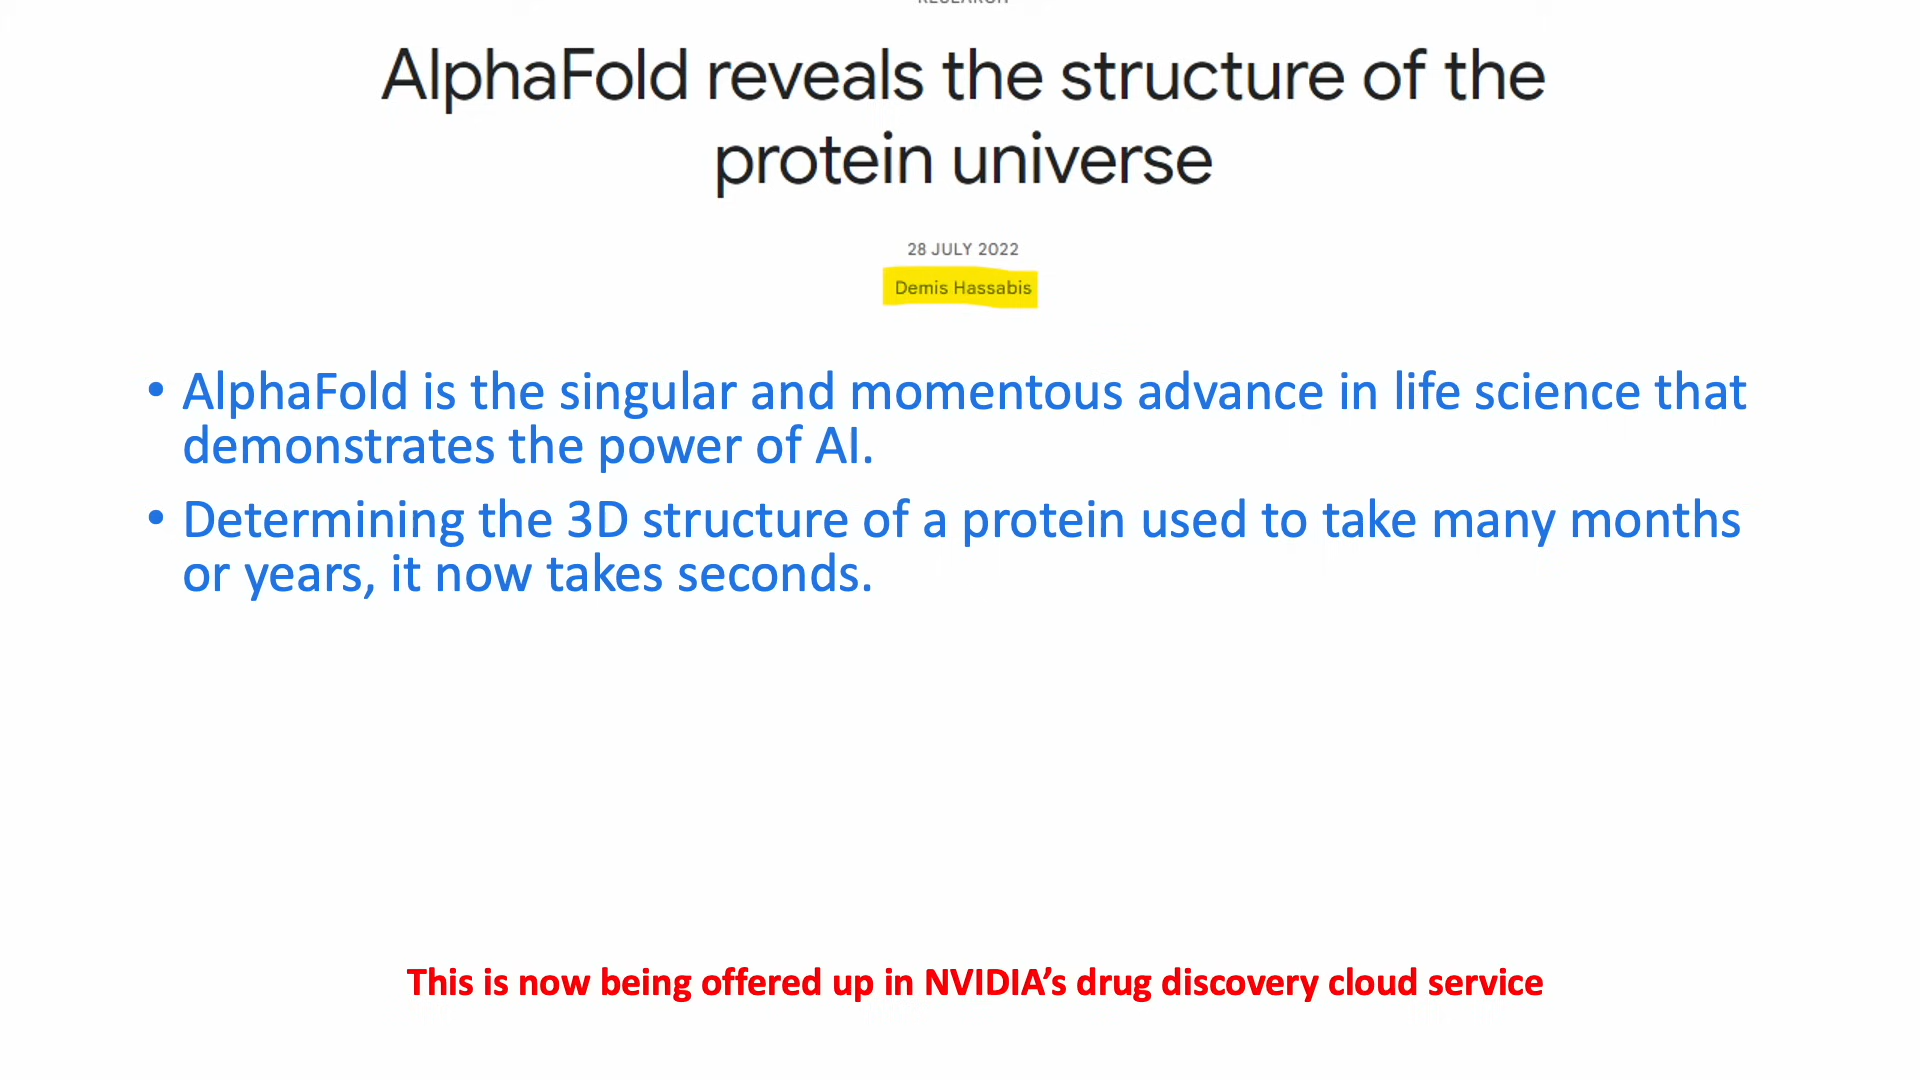 RESEARCH
AlphaFold reveals the structure of the
protein universe
28 JULY 2022
Demis Hassabis
• AlphaFold is the singular and momentous advance in life science that
demonstrates the power of AI.
• Determining the 3D structure of a protein used to take many months
or years, it now takes seconds.
This is now being offered up in NVIDIA’s drug discovery cloud service